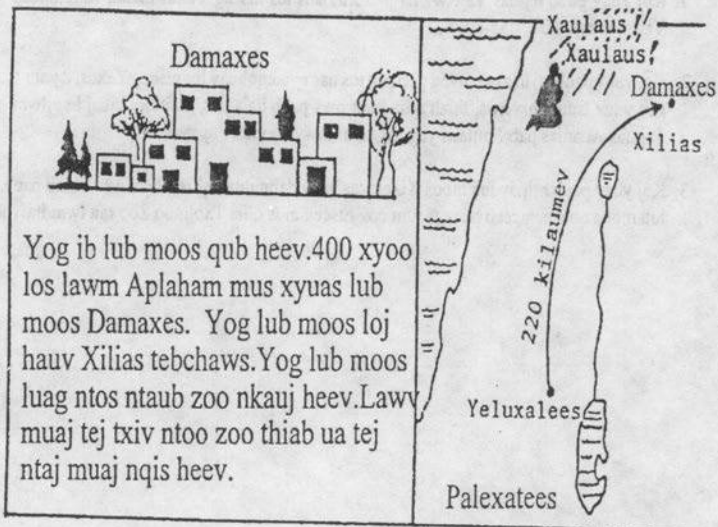 Damaxes
Yog ib lub moos qub heev.400 xyoo
los lawm Aplaham mus xyuas lub
moos Damaxes. Yog lub moos loj
hauv Xilias tebchaws.Yog lub moos
luag ntos ntaub zoo nkauj heev.Lawv
muaj tej txiv ntoo zoo thiab ua tej
ntaj muaj nqis heev.
Xaulaus!!
Xaulaus!
Damaxes
Xilias
220 kilaumev
Yeluxalees
Palexatees